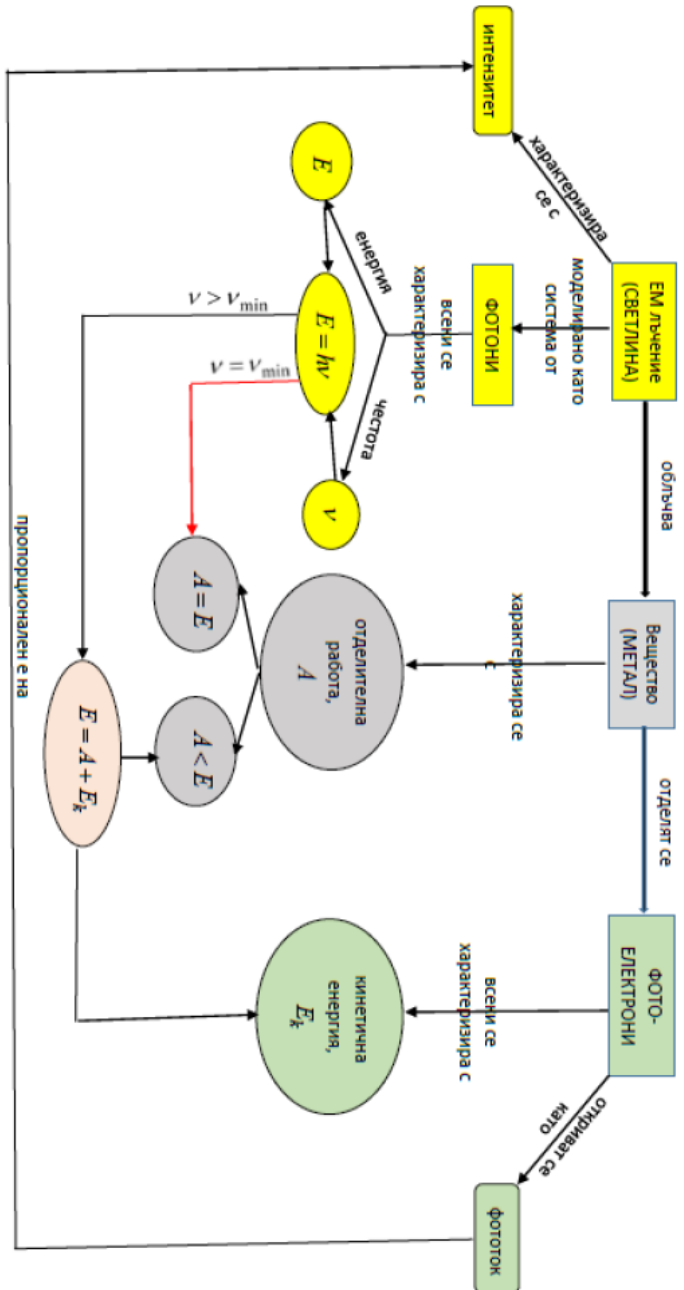 ЕМ лъчение
(СВЕТЛИНА)
облъчва
Вещество
(МЕТАЛ)
отделят се
ФОТО-
ЕЛЕКТРОНИ
характеризира
се с
моделирано като
система от
характеризира се
с
всени се
характеризира с
откриват се
като
интензитет
ФОТОНИ
фототок
всени се
характеризира с
енергия
честота
отделителна
работа,
A
кинетична
енергия,
E_k
E
E = hν
ν
ν > ν_min
ν = ν_min
A = E
A < E
E = A + E_k
пропорционален е на